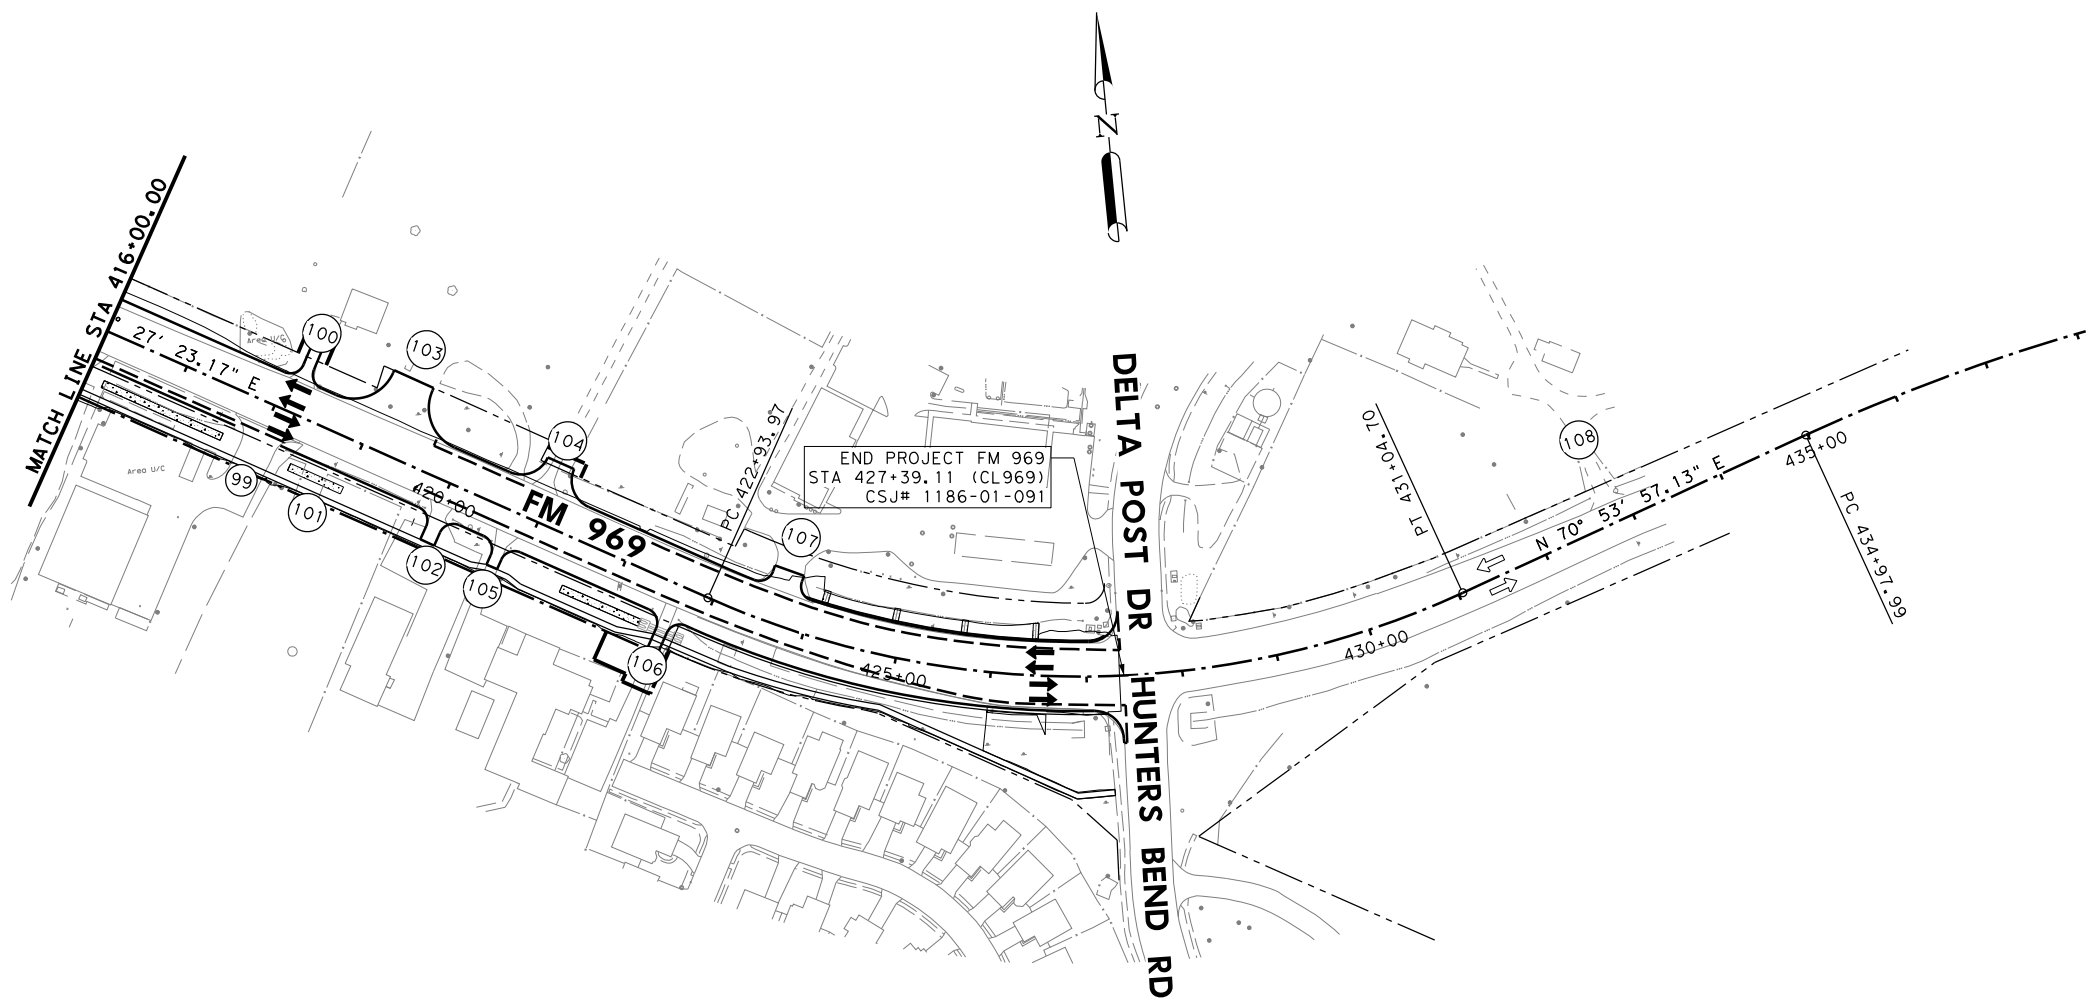 N
MATCH LINE STA 416+00.00
° 27' 23.17" E
Area U/C
Area U/C
100
103
104
99
101
102
105
106
107
108
420+00
FM 969
PC 422+93.97
END PROJECT FM 969
STA 427+39.11 (CL969)
CSJ# 1186-01-091
425+00
DELTA POST DR
HUNTERS BEND RD
430+00
PT 431+04.70
N 70° 53' 57.13" E
435+00
PC 434+97.99